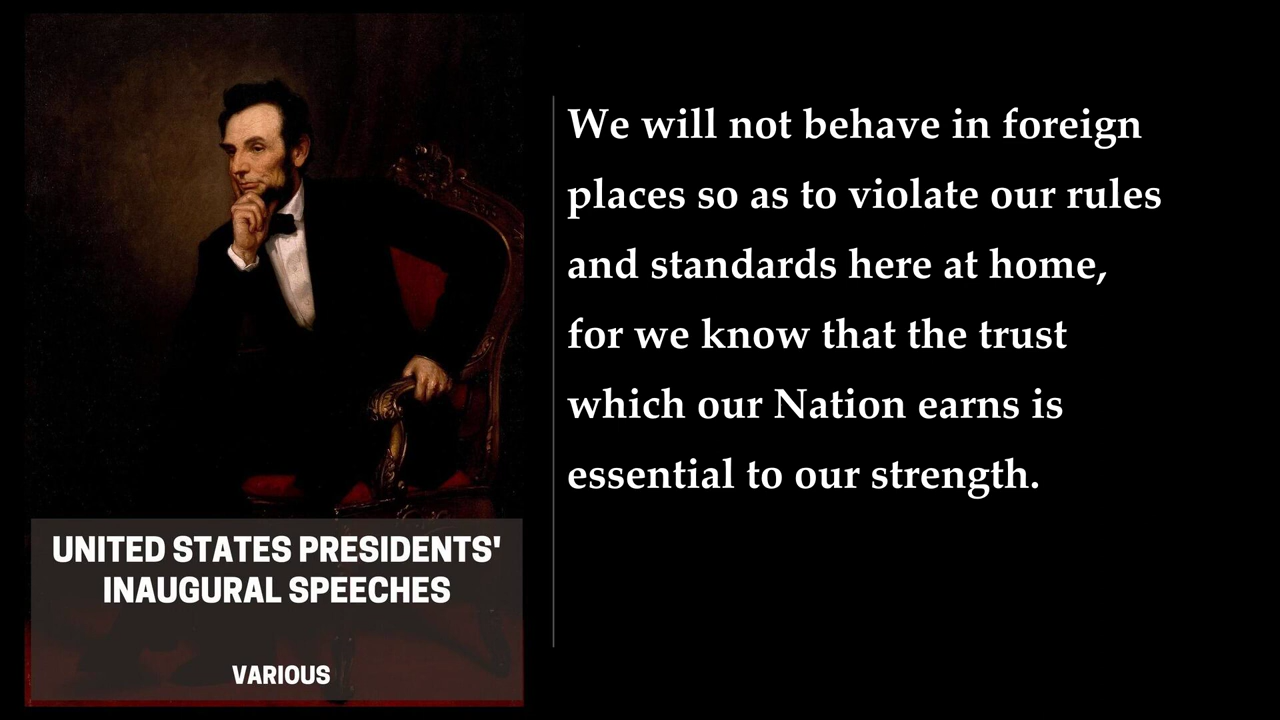 We will not behave in foreign
places so as to violate our rules
and standards here at home,
for we know that the trust
which our Nation earns is
essential to our strength.
UNITED STATES PRESIDENTS'
INAUGURAL SPEECHES
VARIOUS